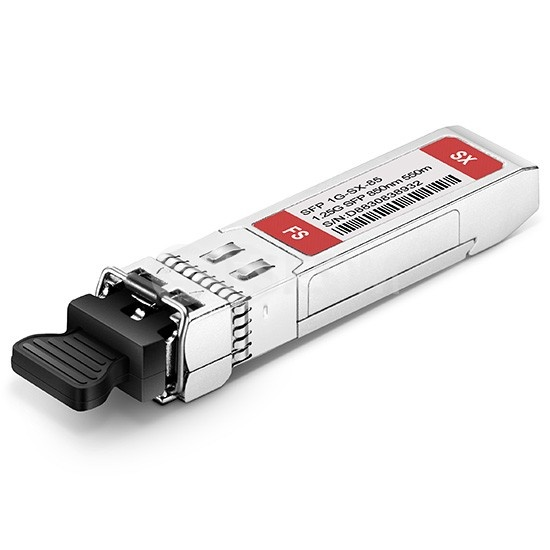 FS
SFP 1G-SX-85
1.25G SFP 850nm 550m
S/N:D8830838932
SX